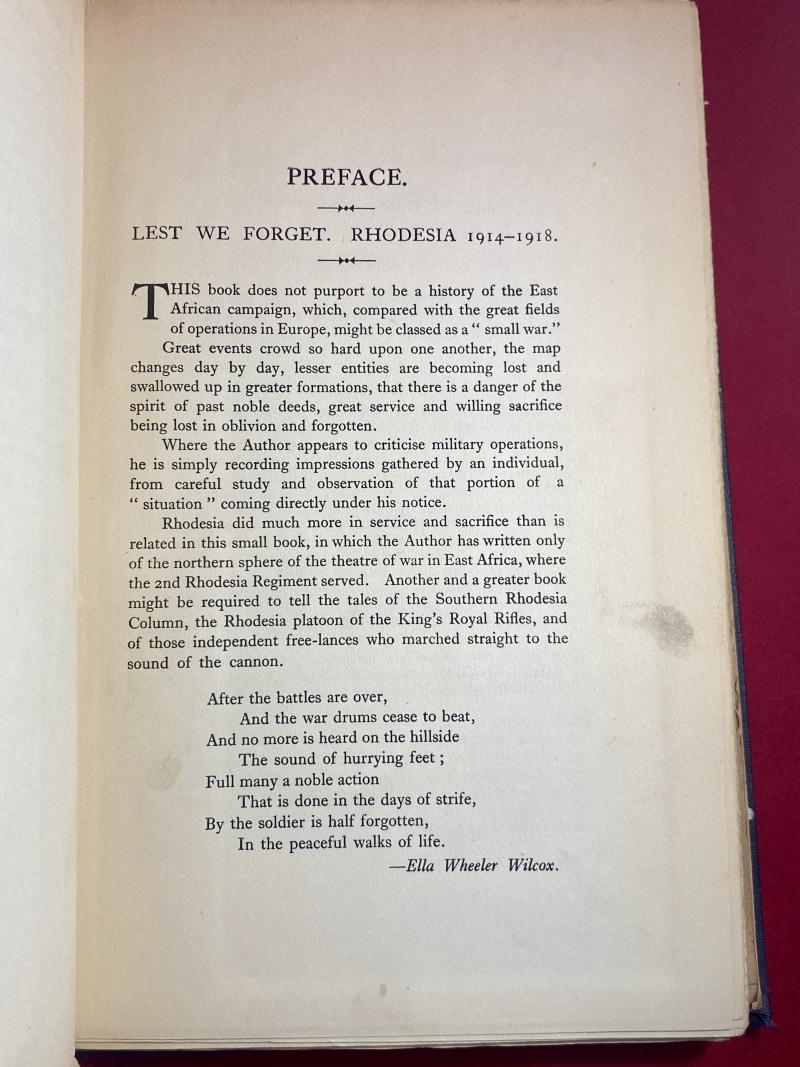 PREFACE.
LEST WE FORGET. RHODESIA 1914–1918.
THIS book does not purport to be a history of the East
African campaign, which, compared with the great fields
of operations in Europe, might be classed as a “ small war.”
Great events crowd so hard upon one another, the map
changes day by day, lesser entities are becoming lost and
swallowed up in greater formations, that there is a danger of the
spirit of past noble deeds, great service and willing sacrifice
being lost in oblivion and forgotten.
Where the Author appears to criticise military operations,
he is simply recording impressions gathered by an individual,
from careful study and observation of that portion of a
“ situation ” coming directly under his notice.
Rhodesia did much more in service and sacrifice than is
related in this small book, in which the Author has written only
of the northern sphere of the theatre of war in East Africa, where
the 2nd Rhodesia Regiment served. Another and a greater book
might be required to tell the tales of the Southern Rhodesia
Column, the Rhodesia platoon of the King’s Royal Rifles, and
of those independent free-lances who marched straight to the
sound of the cannon.
After the battles are over,
And the war drums cease to beat,
And no more is heard on the hillside
The sound of hurrying feet ;
Full many a noble action
That is done in the days of strife,
By the soldier is half forgotten,
In the peaceful walks of life.
—Ella Wheeler Wilcox.